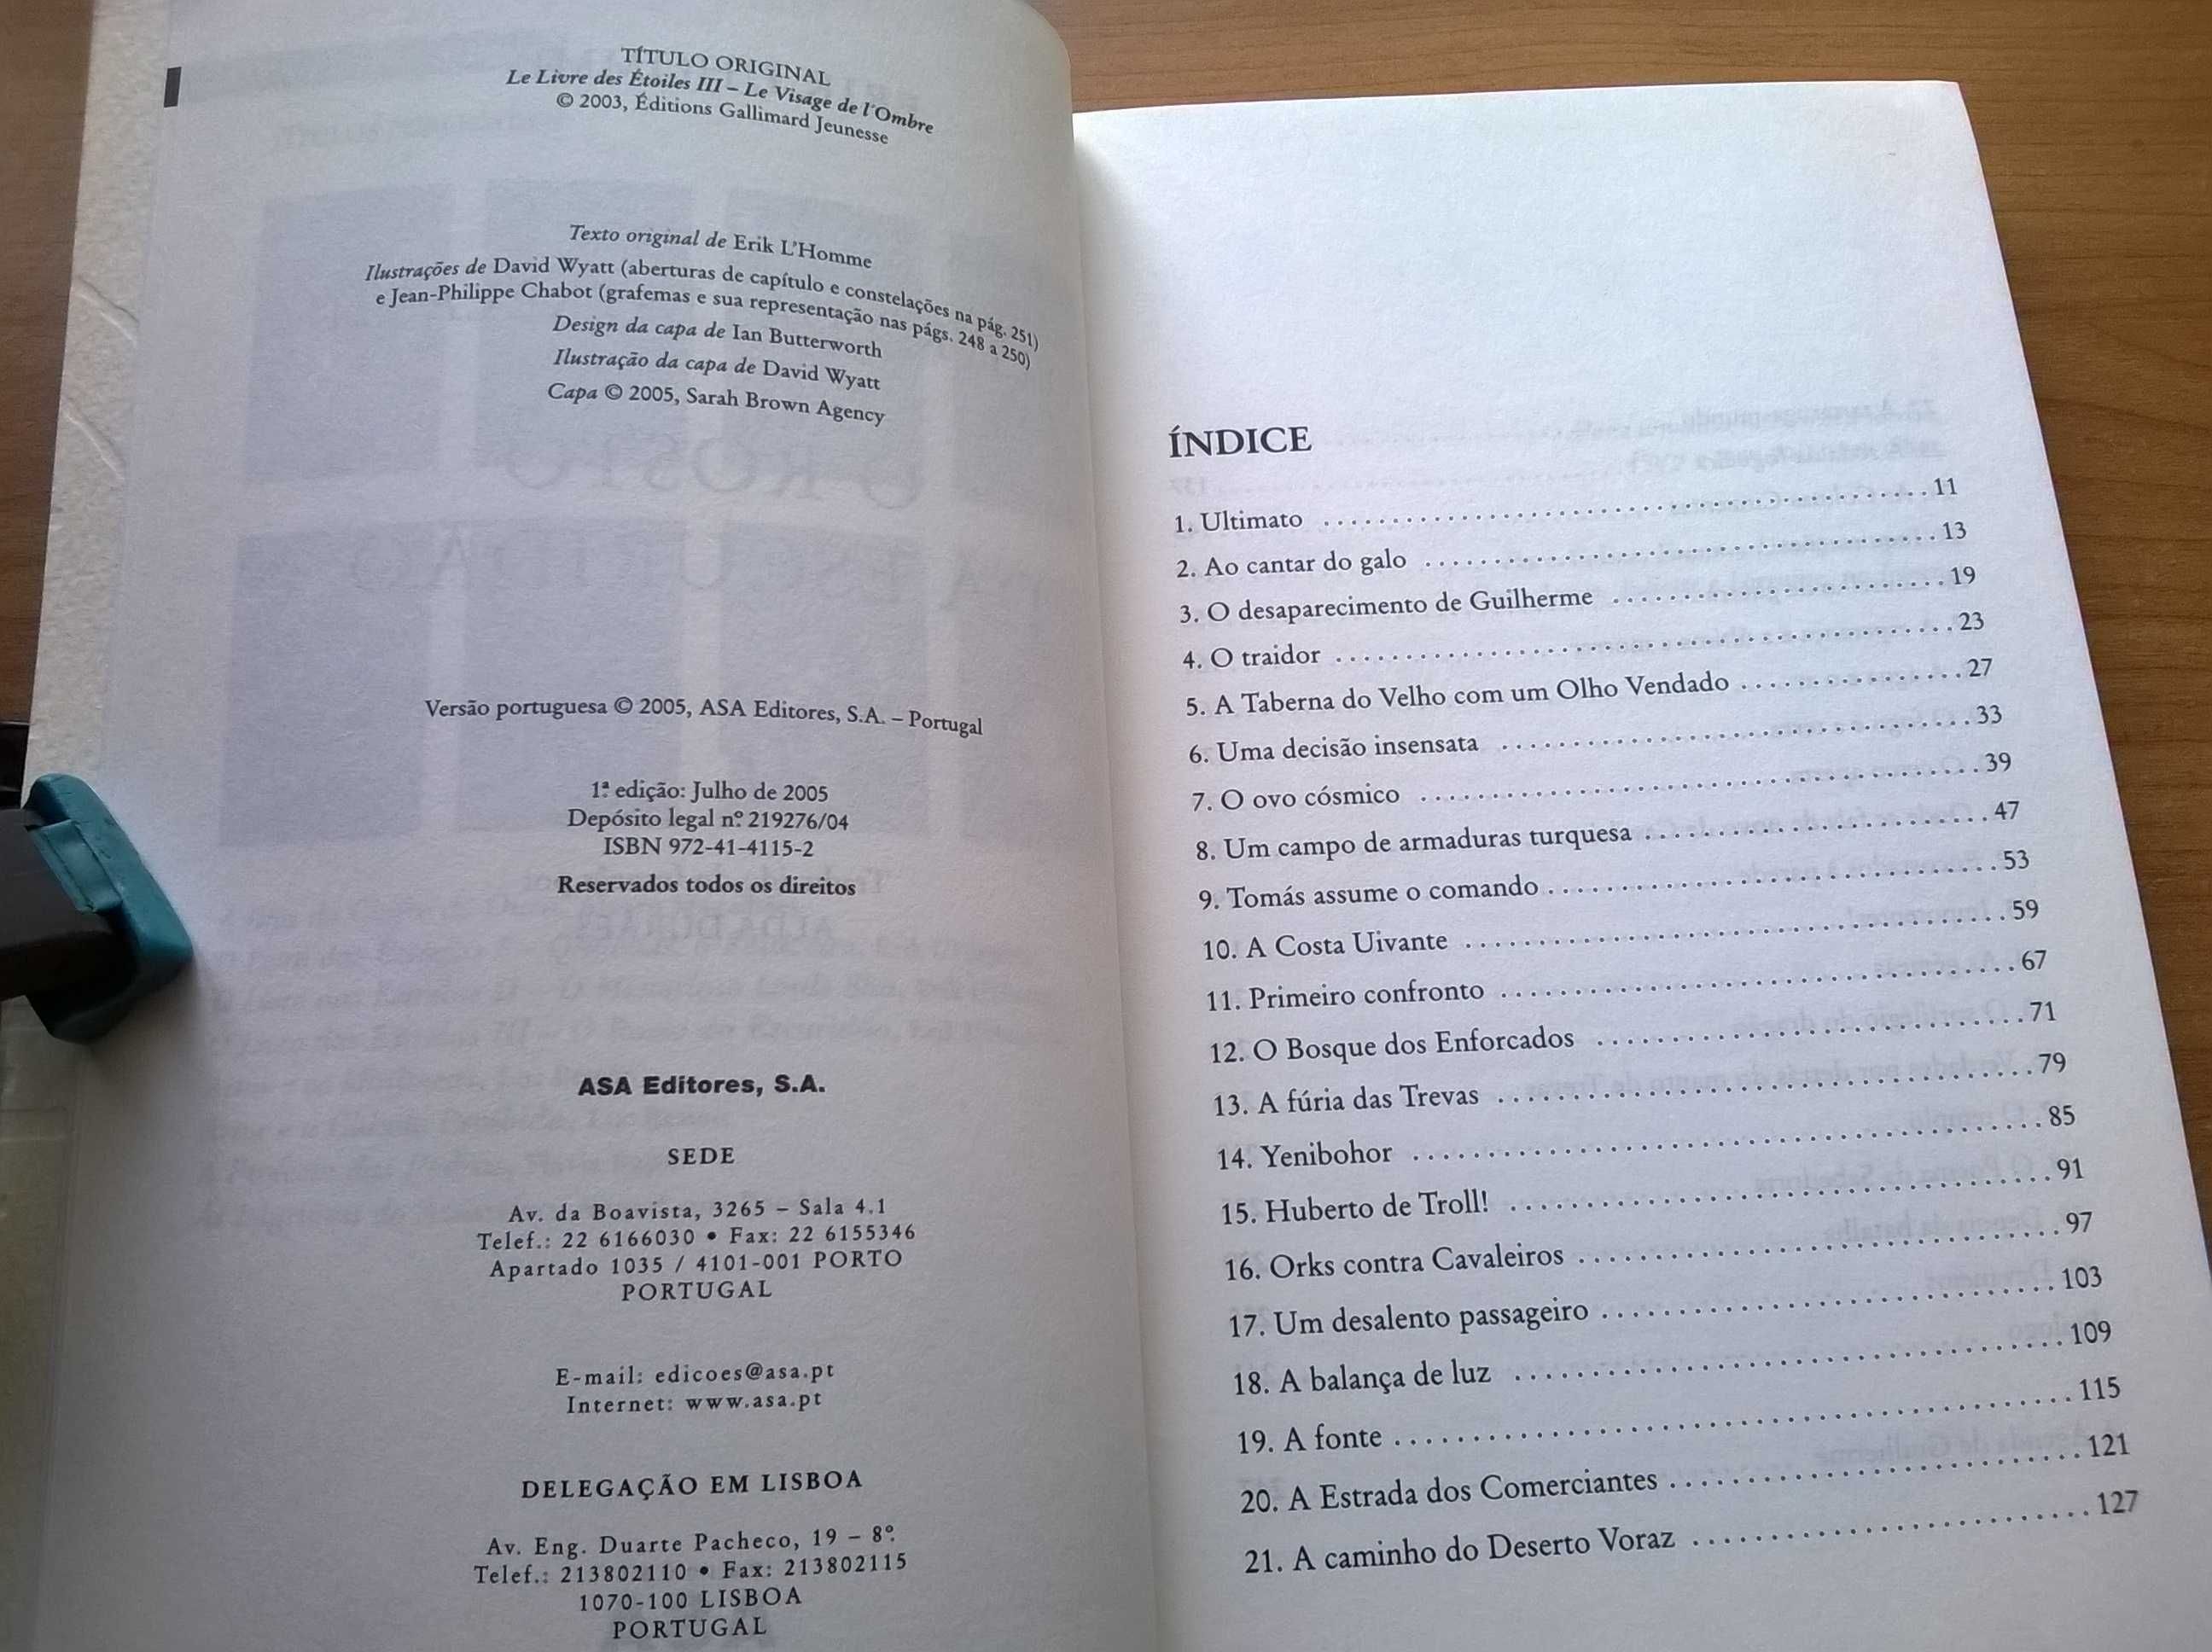 TÍTULO ORIGINAL
Le Livre des Étoiles III – Le Visage de l'Ombre
© 2003, Éditions Gallimard Jeunesse
Texto original de Erik L'Homme
Ilustrações de David Wyatt (aberturas de capítulo e constelações na pág. 251)
e Jean-Philippe Chabot (grafemas e sua representação nas págs. 248 a 250)
Design da capa de Ian Butterworth
Ilustração da capa de David Wyatt
Capa © 2005, Sarah Brown Agency
Versão portuguesa © 2005, ASA Editores, S.A. – Portugal
1.ª edição: Julho de 2005
Depósito legal n.º 219276/04
ISBN 972-41-4115-2
Reservados todos os direitos
ASA Editores, S.A.
SEDE
Av. da Boavista, 3265 – Sala 4.1
Telef.: 22 6166030 • Fax: 22 6155346
Apartado 1035 / 4101-001 PORTO
PORTUGAL
E-mail: edicoes@asa.pt
Internet: www.asa.pt
DELEGAÇÃO EM LISBOA
Av. Eng. Duarte Pacheco, 19 – 8.º
Telef.: 213802110 • Fax: 213802115
1070-100 LISBOA
PORTUGAL
ÍNDICE
1. Ultimato ........ 11
2. Ao cantar do galo ........ 13
3. O desaparecimento de Guilherme ........ 19
4. O traidor ........ 23
5. A Taberna do Velho com um Olho Vendado ........ 27
6. Uma decisão insensata ........ 33
7. O ovo cósmico ........ 39
8. Um campo de armaduras turquesa ........ 47
9. Tomás assume o comando ........ 53
10. A Costa Uivante ........ 59
11. Primeiro confronto ........ 67
12. O Bosque dos Enforcados ........ 71
13. A fúria das Trevas ........ 79
14. Yenibohor ........ 85
15. Huberto de Troll! ........ 91
16. Orks contra Cavaleiros ........ 97
17. Um desalento passageiro ........ 103
18. A balança de luz ........ 109
19. A fonte ........ 115
20. A Estrada dos Comerciantes ........ 121
21. A caminho do Deserto Voraz ........ 127